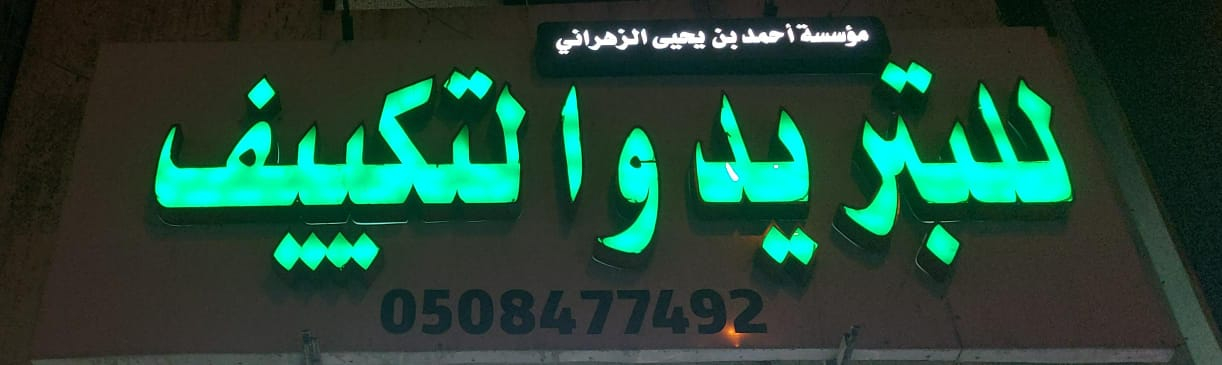 مؤسسة أحمد بن يحيى الزهراني
للتبريد والتكييف
0508477492